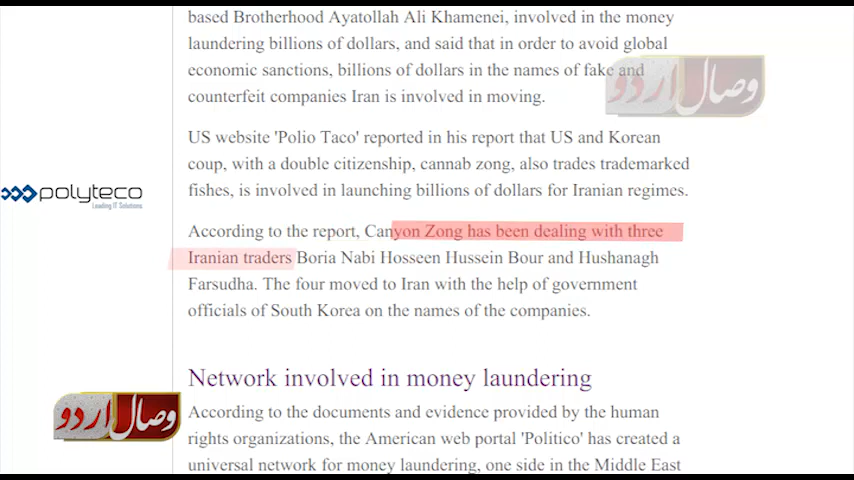 based Brotherhood Ayatollah Ali Khamenei, involved in the money
laundering billions of dollars, and said that in order to avoid global
economic sanctions, billions of dollars in the names of fake and
counterfeit companies Iran is involved in moving.
وصال اردو
US website 'Polio Taco' reported in his report that US and Korean
coup, with a double citizenship, cannab zong, also trades trademarked
fishes, is involved in launching billions of dollars for Iranian regimes.
polyteco
Leading IT Solutions
According to the report, Canyon Zong has been dealing with three
Iranian traders Boria Nabi Hosseen Hussein Bour and Hushanagh
Farsudha. The four moved to Iran with the help of government
officials of South Korea on the names of the companies.
Network involved in money laundering
According to the documents and evidence provided by the human
rights organizations, the American web portal 'Politico' has created a
universal network for money laundering, one side in the Middle East
وصال اردو